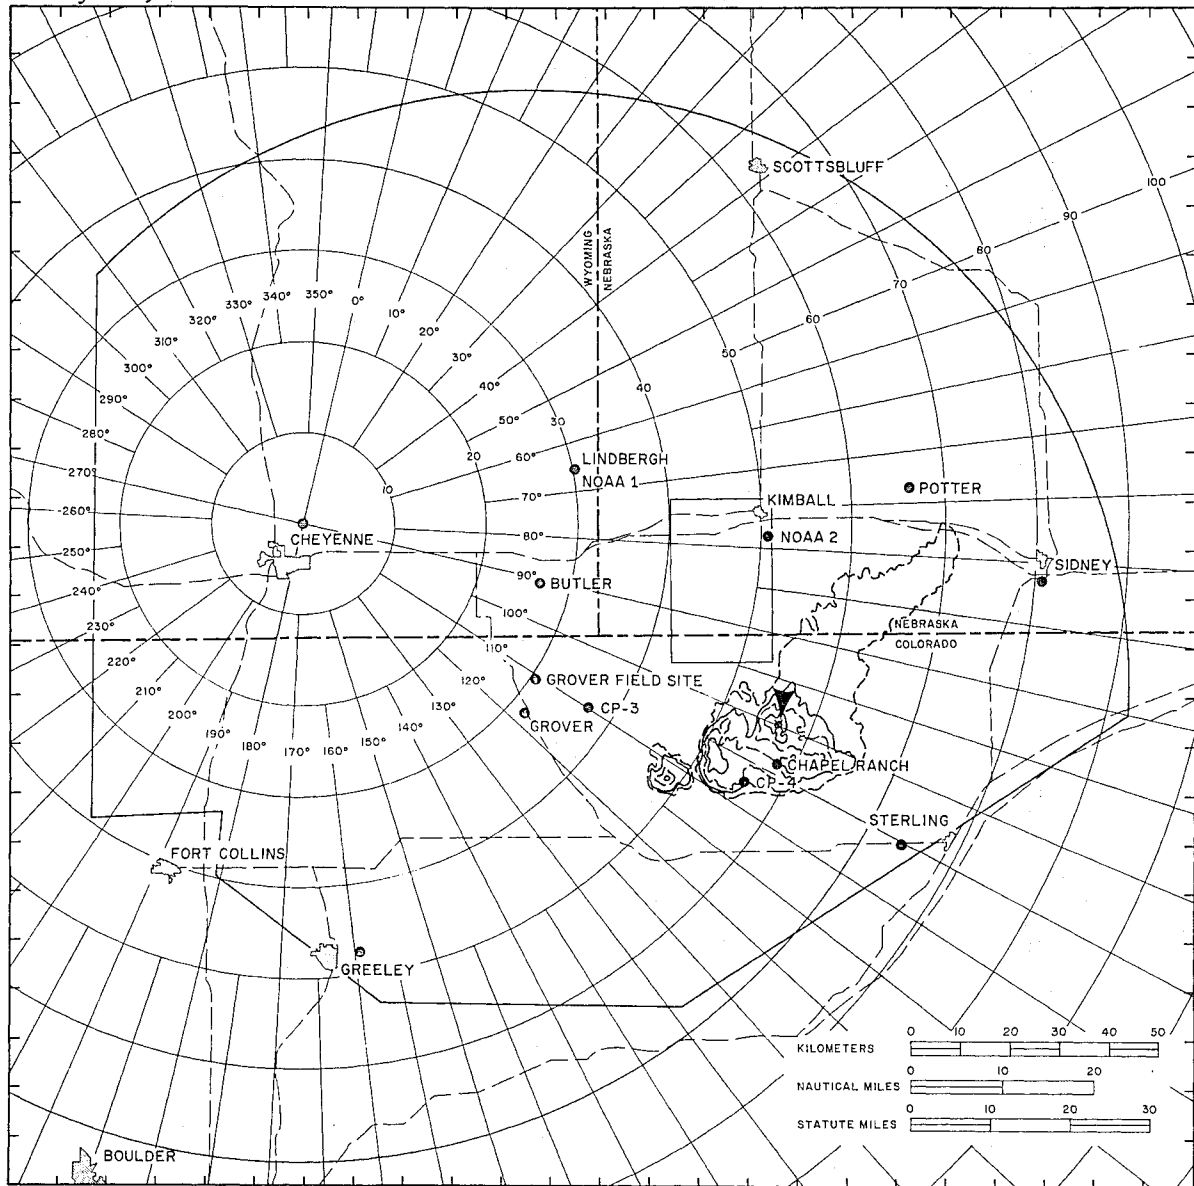 SCOTTSBLUFF
100
90
80
70
60
50
40
30
20
10
WYOMING
NEBRASKA
350°
0°
10°
20°
30°
40°
50°
60°
70°
80°
90°
100°
110°
120°
130°
140°
150°
160°
170°
180°
190°
200°
210°
220°
230°
240°
250°
260°
270°
280°
290°
300°
310°
320°
330°
340°
LINDBERGH
NOAA 1
KIMBALL
POTTER
NOAA 2
CHEYENNE
SIDNEY
BUTLER
NEBRASKA
COLORADO
GROVER FIELD SITE
CP-3
GROVER
CHAPEL RANCH
CP-4
STERLING
FORT COLLINS
GREELEY
BOULDER
0 10 20 30 40 50
KILOMETERS
0 10 20
NAUTICAL MILES
0 10 20 30
STATUTE MILES